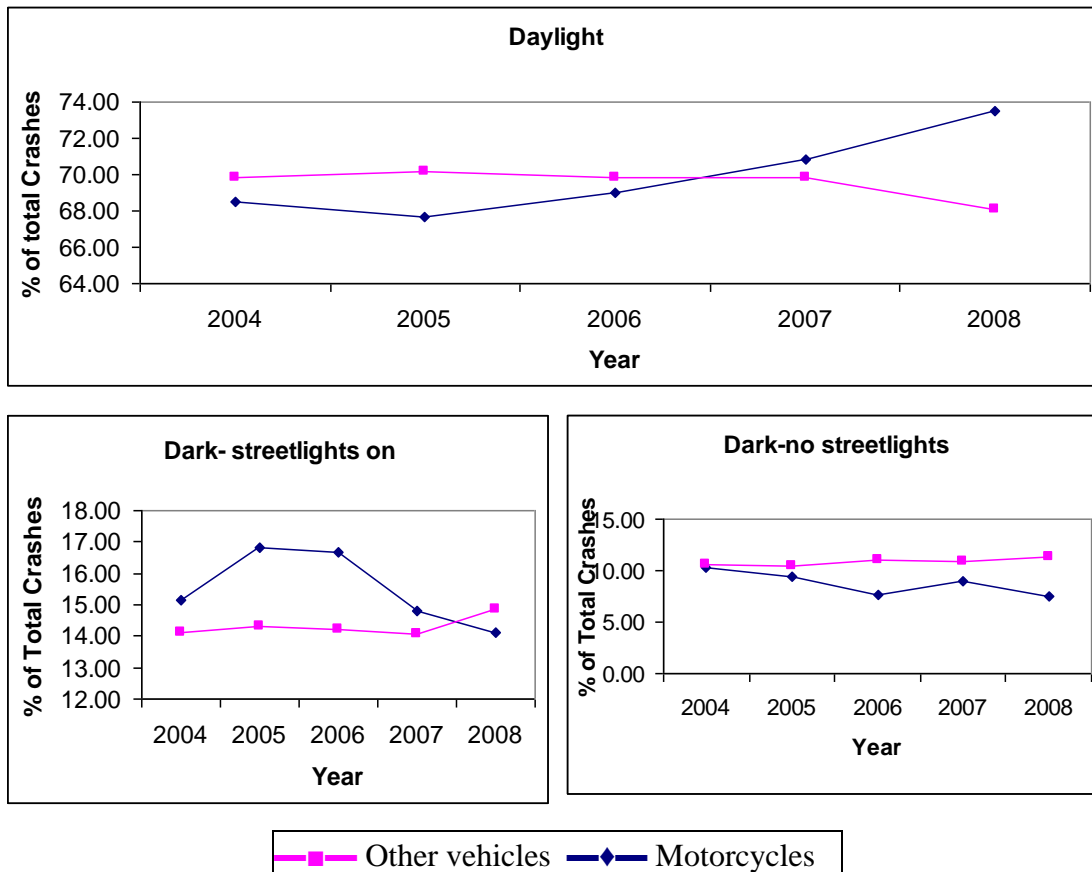 Daylight
% of total Crashes
74.00
72.00
70.00
68.00
66.00
64.00
2004 2005 2006 2007 2008
Year
Dark- streetlights on
% of Total Crashes
18.00
17.00
16.00
15.00
14.00
13.00
12.00
2004 2005 2006 2007 2008
Year
Dark-no streetlights
% of Total Crashes
15.00
10.00
5.00
0.00
2004 2005 2006 2007 2008
Year
Other vehicles Motorcycles